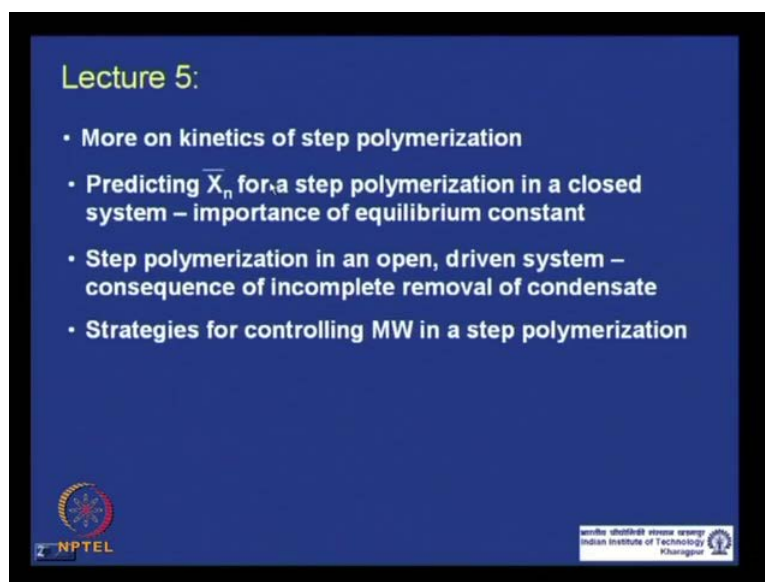 Lecture 5:
• More on kinetics of step polymerization
• Predicting X̅n for a step polymerization in a closed
system – importance of equilibrium constant
• Step polymerization in an open, driven system –
consequence of incomplete removal of condensate
• Strategies for controlling MW in a step polymerization
NPTEL
Indian Institute of Technology
Kharagpur